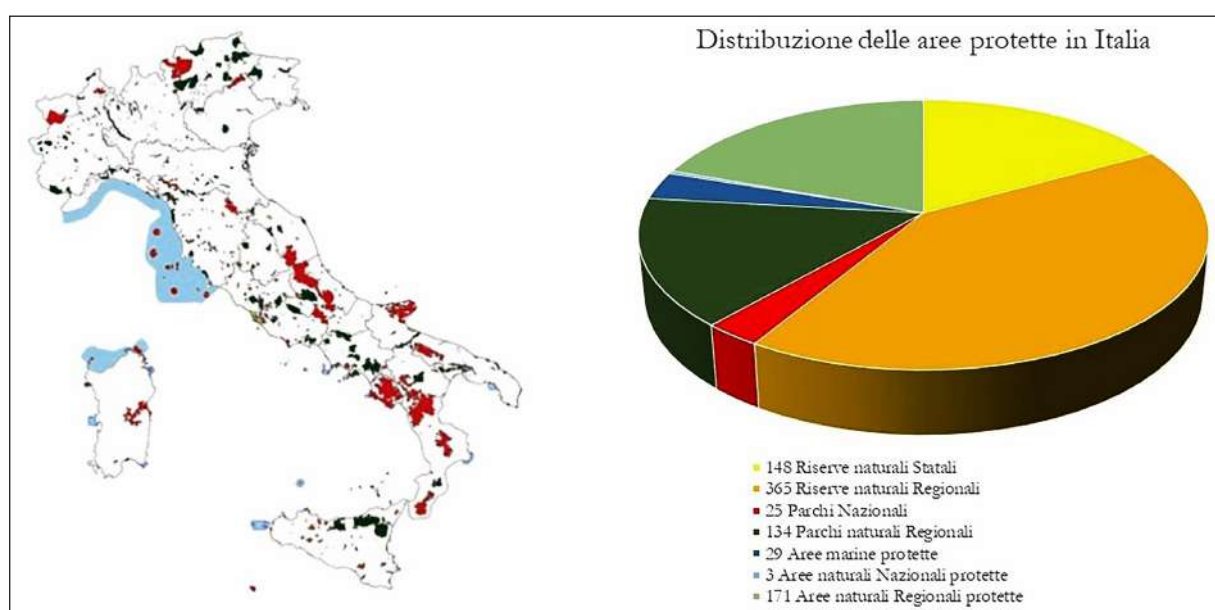 Distribuzione delle aree protette in Italia
148 Riserve naturali Statali
365 Riserve naturali Regionali
25 Parchi Nazionali
134 Parchi naturali Regionali
29 Aree marine protette
3 Aree naturali Nazionali protette
171 Aree naturali Regionali protette